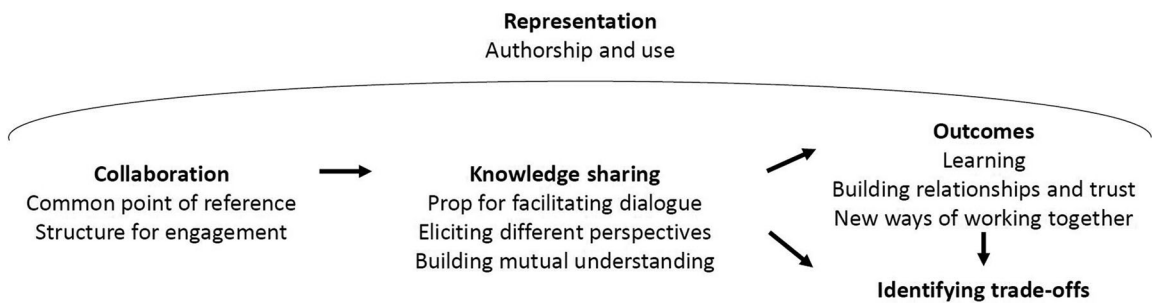 Representation
Authorship and use
Collaboration
Common point of reference
Structure for engagement
Knowledge sharing
Prop for facilitating dialogue
Eliciting different perspectives
Building mutual understanding
Outcomes
Learning
Building relationships and trust
New ways of working together
Identifying trade-offs